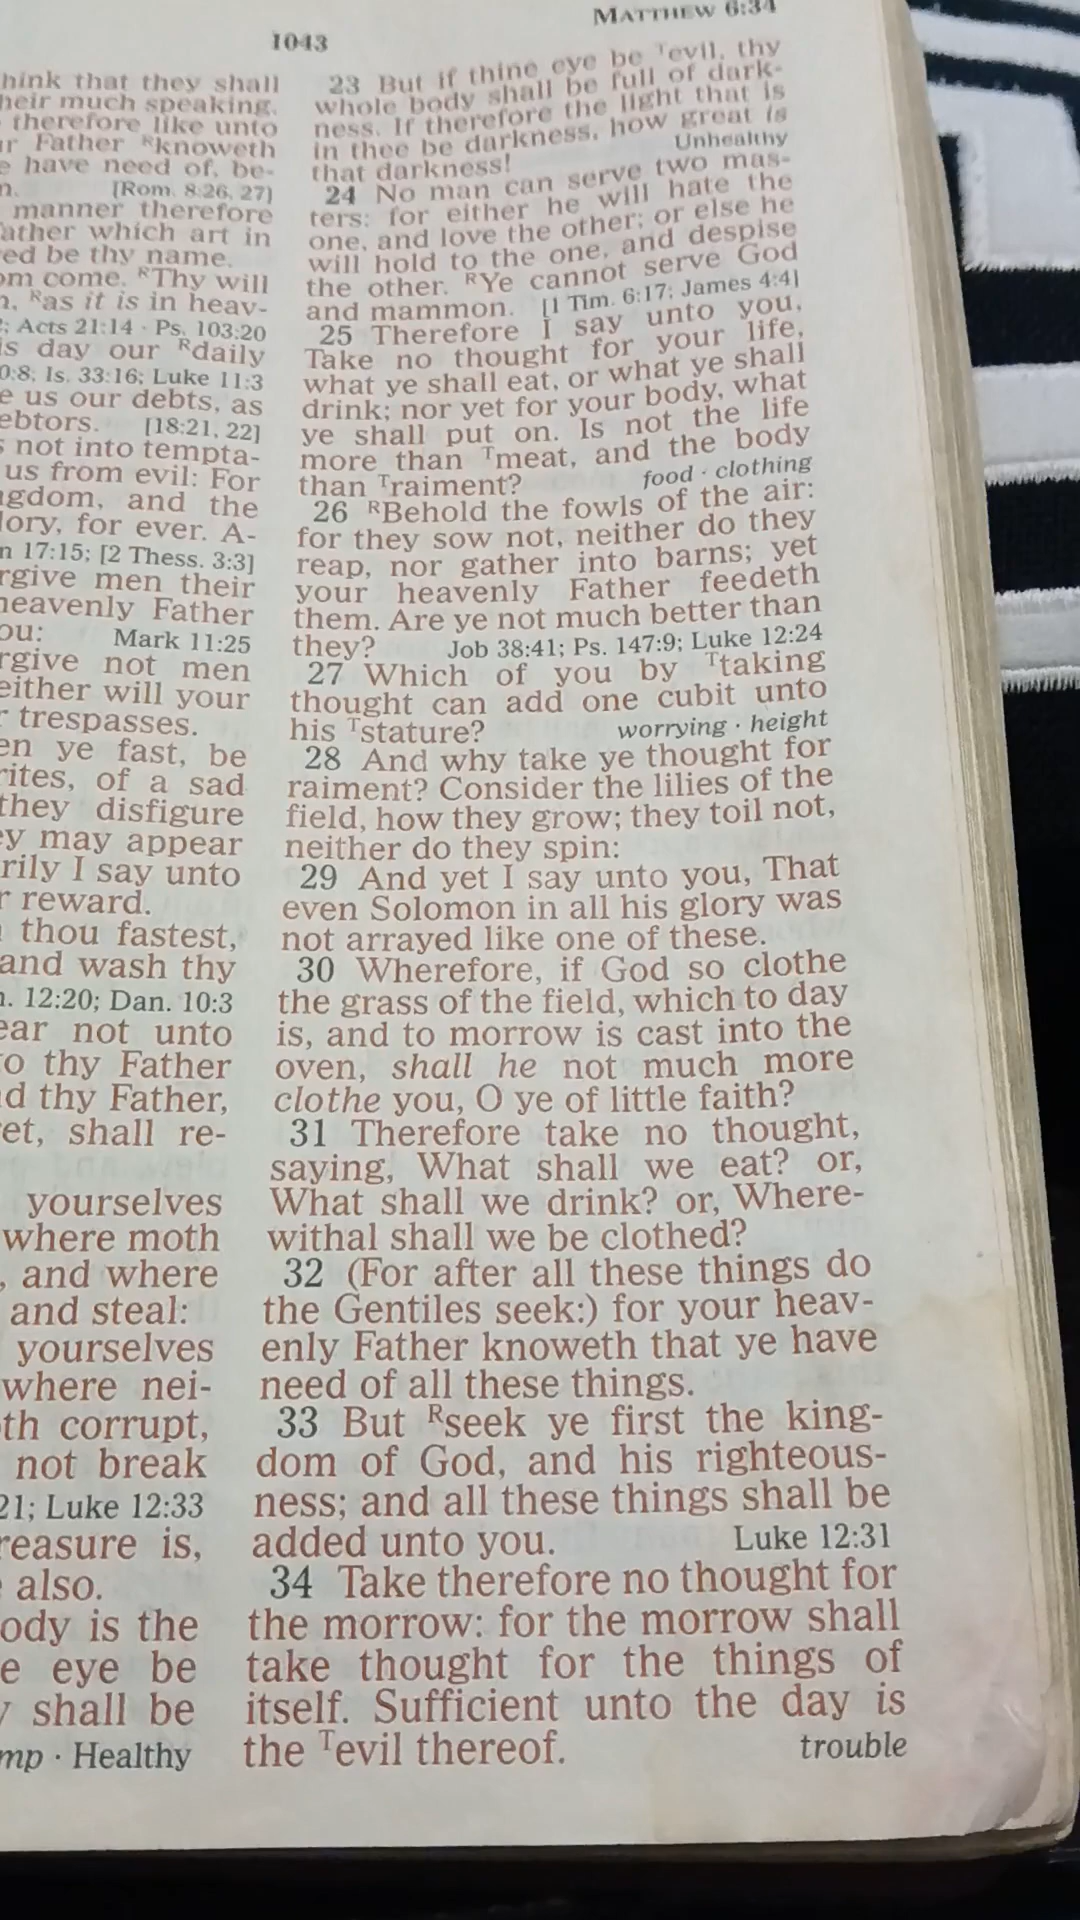 1043
MATTHEW 6:34
hink that they shall
heir much speaking.
therefore like unto
ur Father ᴿknoweth
e have need of, be-
n. [Rom. 8:26, 27]
manner therefore
ather which art in
ed be thy name.
om come. ᴿThy will
n, ᴿas it is in heav-
; Acts 21:14 · Ps. 103:20
is day our ᴿdaily
0:8; Is. 33:16; Luke 11:3
e us our debts, as
ebtors. [18:21, 22]
s not into tempta-
us from evil: For
ngdom, and the
lory, for ever. A-
n 17:15; [2 Thess. 3:3]
rgive men their
heavenly Father
ou: Mark 11:25
rgive not men
either will your
r trespasses.
en ye fast, be
rites, of a sad
they disfigure
ey may appear
rily I say unto
r reward.
thou fastest,
and wash thy
n. 12:20; Dan. 10:3
ear not unto
to thy Father
nd thy Father,
et, shall re-
yourselves
where moth
, and where
and steal:
yourselves
where nei-
th corrupt,
not break
21; Luke 12:33
reasure is,
also.
ody is the
e eye be
y shall be
mp · Healthy
23 But if thine eye be ᵀevil, thy
whole body shall be full of dark-
ness. If therefore the light that is
in thee be darkness, how great is
that darkness! Unhealthy
24 No man can serve two mas-
ters: for either he will hate the
one, and love the other; or else he
will hold to the one, and despise
the other. ᴿYe cannot serve God
and mammon. [1 Tim. 6:17; James 4:4]
25 Therefore I say unto you,
Take no thought for your life,
what ye shall eat, or what ye shall
drink; nor yet for your body, what
ye shall put on. Is not the life
more than ᵀmeat, and the body
than ᵀraiment? food · clothing
26 ᴿBehold the fowls of the air:
for they sow not, neither do they
reap, nor gather into barns; yet
your heavenly Father feedeth
them. Are ye not much better than
they? Job 38:41; Ps. 147:9; Luke 12:24
27 Which of you by ᵀtaking
thought can add one cubit unto
his ᵀstature? worrying · height
28 And why take ye thought for
raiment? Consider the lilies of the
field, how they grow; they toil not,
neither do they spin:
29 And yet I say unto you, That
even Solomon in all his glory was
not arrayed like one of these.
30 Wherefore, if God so clothe
the grass of the field, which to day
is, and to morrow is cast into the
oven, shall he not much more
clothe you, O ye of little faith?
31 Therefore take no thought,
saying, What shall we eat? or,
What shall we drink? or, Where-
withal shall we be clothed?
32 (For after all these things do
the Gentiles seek:) for your heav-
enly Father knoweth that ye have
need of all these things.
33 But ᴿseek ye first the king-
dom of God, and his righteous-
ness; and all these things shall be
added unto you. Luke 12:31
34 Take therefore no thought for
the morrow: for the morrow shall
take thought for the things of
itself. Sufficient unto the day is
the ᵀevil thereof. trouble